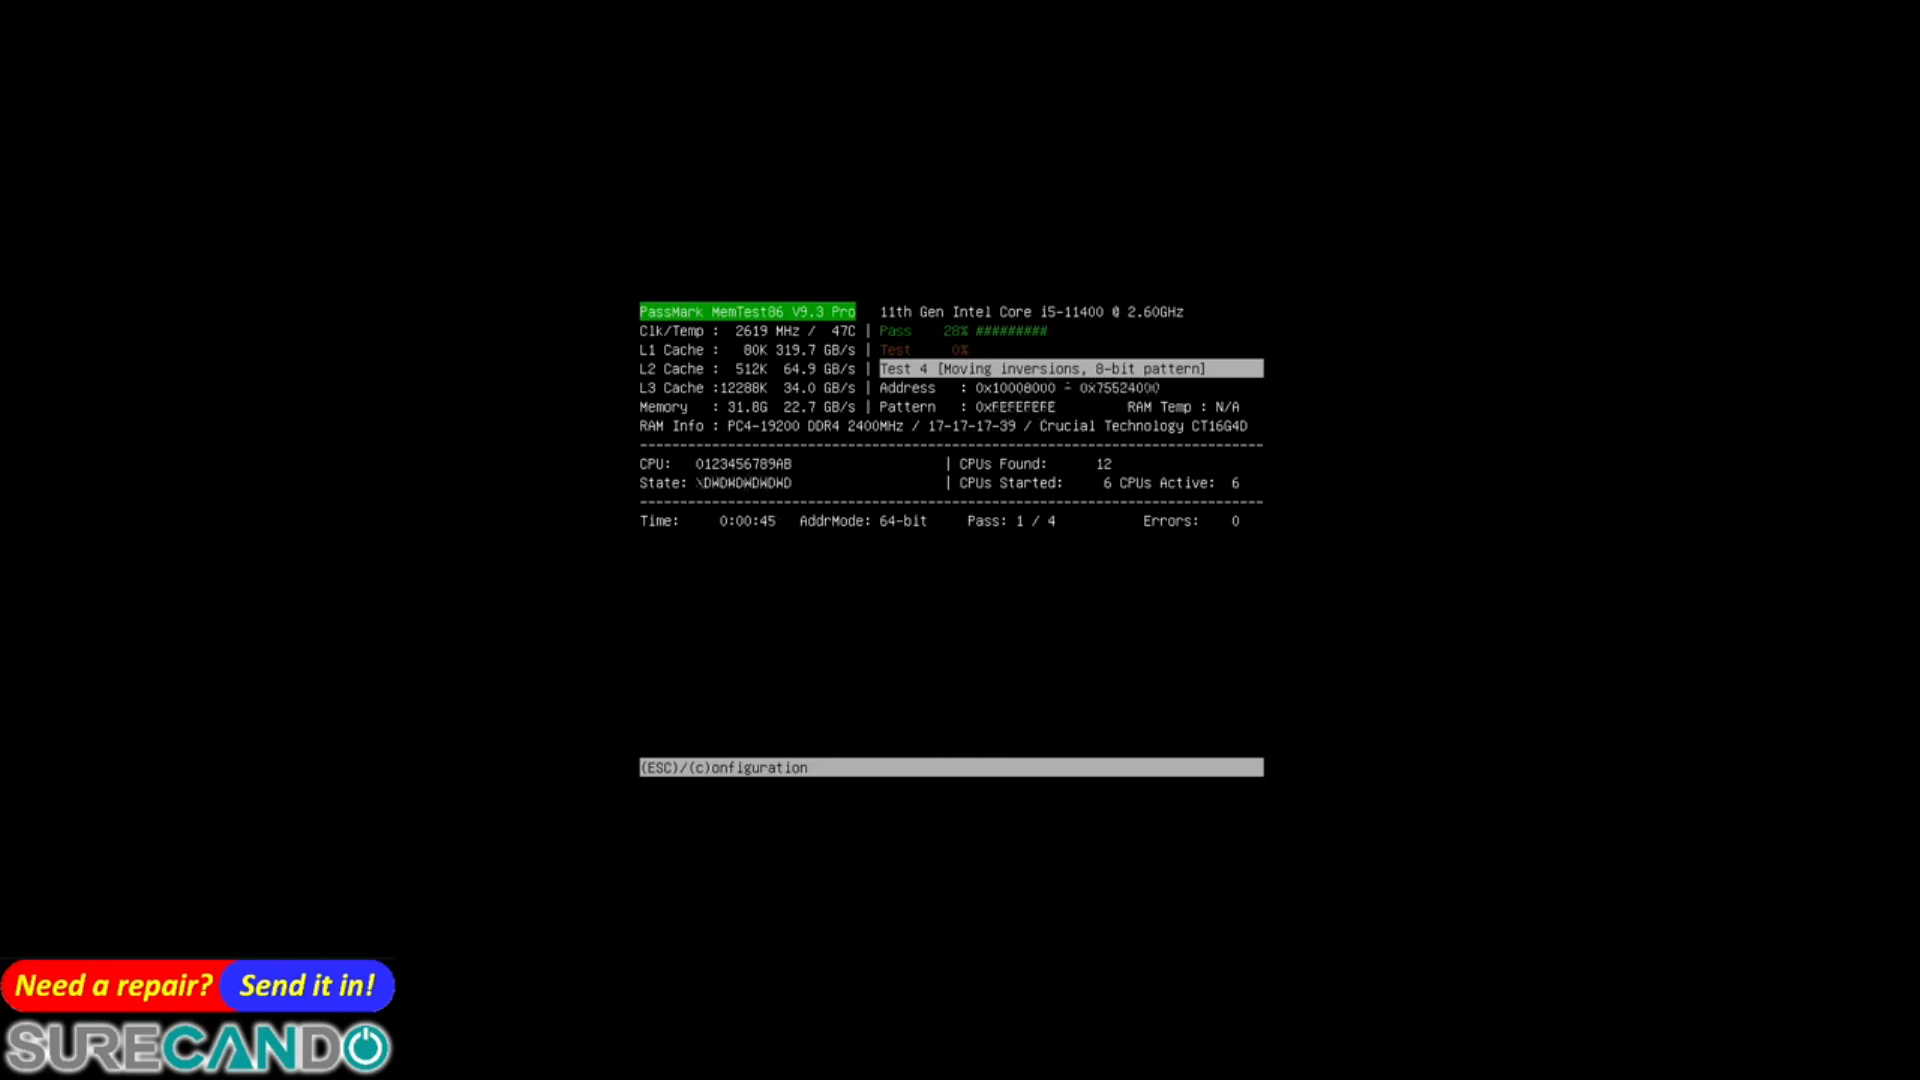 PassMark MemTest86 V9.3 Pro   11th Gen Intel Core i5-11400 @ 2.60GHz
Clk/Temp :  2619 MHz /  47C | Pass    28% #########
L1 Cache :   80K 319.7 GB/s | Test     0%
L2 Cache :  512K  64.9 GB/s | Test 4 [Moving inversions, 8-bit pattern]
L3 Cache :12288K  34.0 GB/s | Address   : 0x10008000 - 0x75524000
Memory   : 31.8G  22.7 GB/s | Pattern   : 0xFEFEFEFE         RAM Temp : N/A
RAM Info : PC4-19200 DDR4 2400MHz / 17-17-17-39 / Crucial Technology CT16G4D
CPU:   0123456789AB                   | CPUs Found:      12
State: \DWDWDWDWDWD                   | CPUs Started:     6 CPUs Active:  6
Time:     0:00:45   AddrMode: 64-bit     Pass: 1 / 4           Errors:    0
(ESC)/(c)onfiguration
Need a repair? Send it in!
SURECANDO